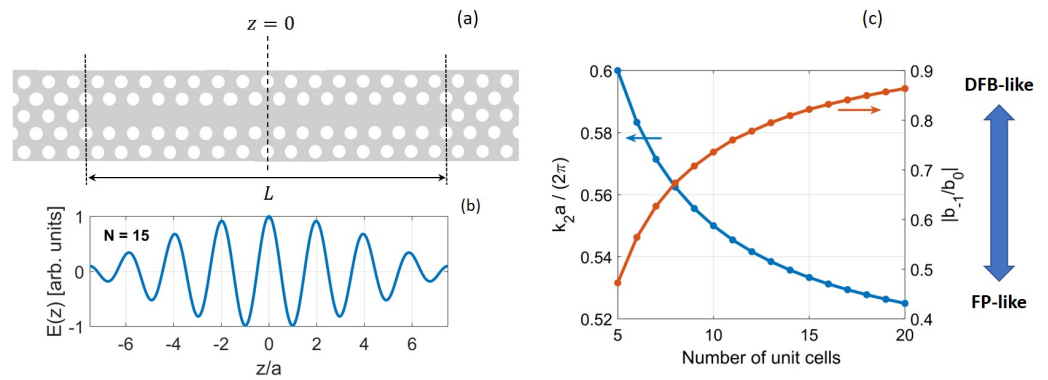 (a)
z = 0
L
(b)
N = 15
E(z) [arb. units]
1
0
-1
-6 -4 -2 0 2 4 6
z/a
(c)
k₂a / (2π)
0.6
0.58
0.56
0.54
0.52
5 10 15 20
Number of unit cells
0.9
0.8
0.7
0.6
0.5
0.4
|b₋₁/b₀|
DFB-like
FP-like